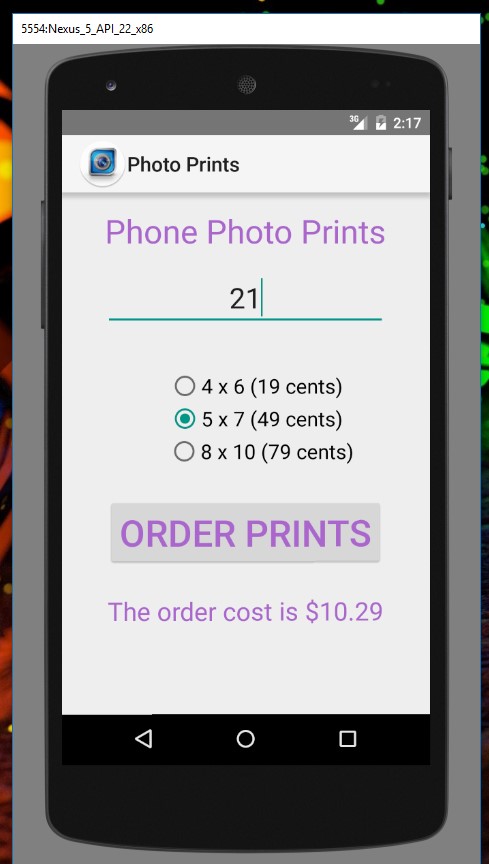 5554:Nexus_5_API_22_x86
3G 2:17
Photo Prints
Phone Photo Prints
21
4 x 6 (19 cents)
5 x 7 (49 cents)
8 x 10 (79 cents)
ORDER PRINTS
The order cost is $10.29